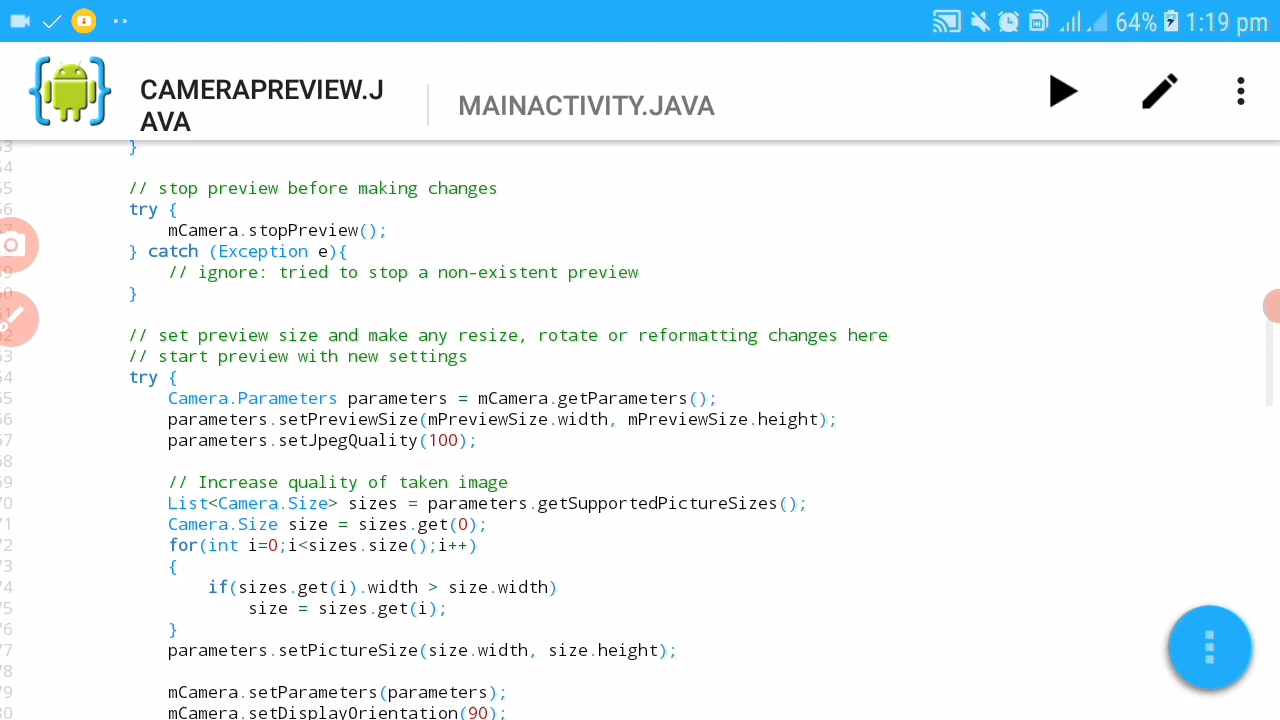 64% 1:19 pm
CAMERAPREVIEW.J
AVA
MAINACTIVITY.JAVA
}
// stop preview before making changes
try {
mCamera.stopPreview();
} catch (Exception e){
// ignore: tried to stop a non-existent preview
}
// set preview size and make any resize, rotate or reformatting changes here
// start preview with new settings
try {
Camera.Parameters parameters = mCamera.getParameters();
parameters.setPreviewSize(mPreviewSize.width, mPreviewSize.height);
parameters.setJpegQuality(100);
// Increase quality of taken image
List<Camera.Size> sizes = parameters.getSupportedPictureSizes();
Camera.Size size = sizes.get(0);
for(int i=0;i<sizes.size();i++)
{
if(sizes.get(i).width > size.width)
size = sizes.get(i);
}
parameters.setPictureSize(size.width, size.height);
mCamera.setParameters(parameters);
mCamera.setDisplayOrientation(90);